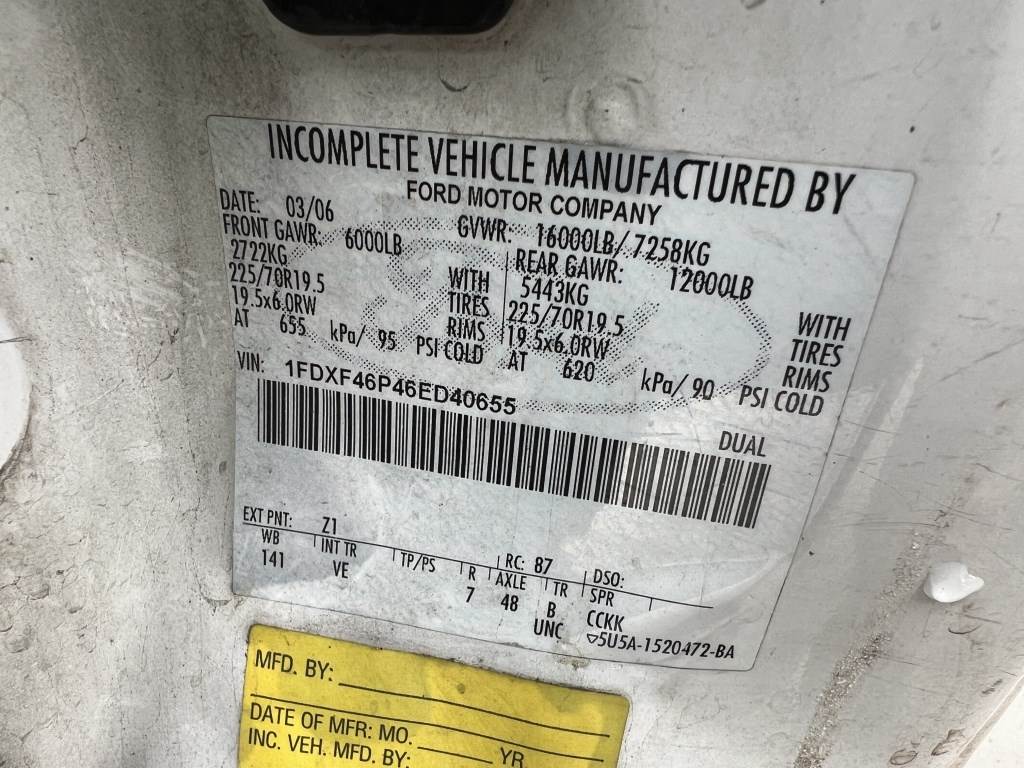 INCOMPLETE VEHICLE MANUFACTURED BY
FORD MOTOR COMPANY
DATE: 03/06 GVWR: 16000LB/7258KG
FRONT GAWR: 6000LB REAR GAWR: 12000LB
2722KG WITH 5443KG WITH
225/70R19.5 TIRES 225/70R19.5 TIRES
19.5x6.0RW RIMS 19.5x6.0RW RIMS
AT 655 kPa/ 95 PSI COLD AT 620 kPa/ 90 PSI COLD
VIN: 1FDXF46P46ED40655
DUAL
EXT PNT: Z1 RC: 87 DSO:
WB INT TR TP/PS R AXLE TR SPR
141 VE 7 48 B CCKK
UNC ▽5U5A-1520472-BA
MFD. BY:
DATE OF MFR: MO. YR.
INC. VEH. MFD. BY: